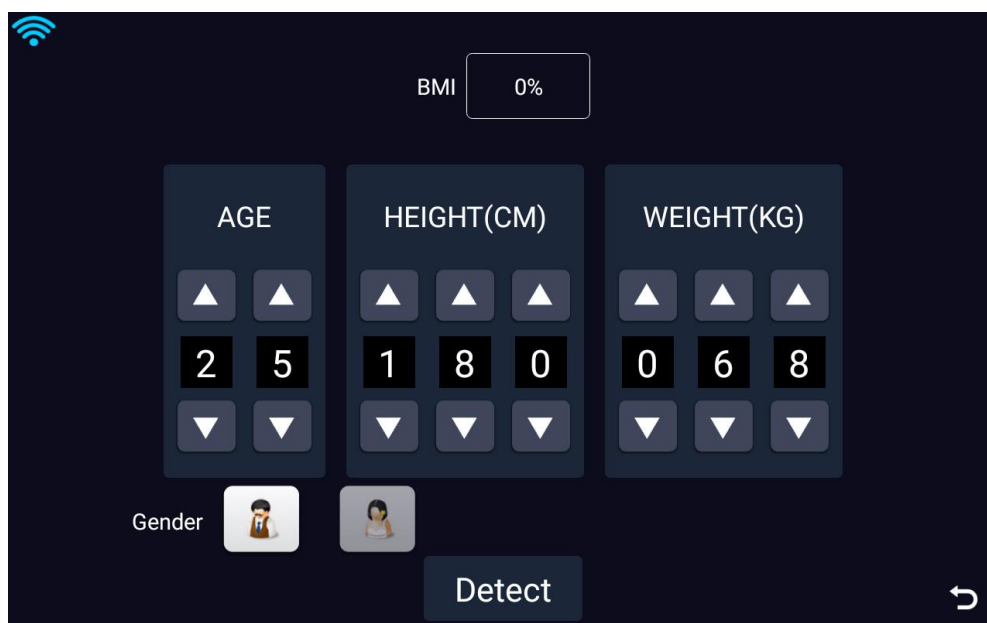 BMI 0%
AGE HEIGHT(CM) WEIGHT(KG)
2 5 1 8 0 0 6 8
Gender
Detect